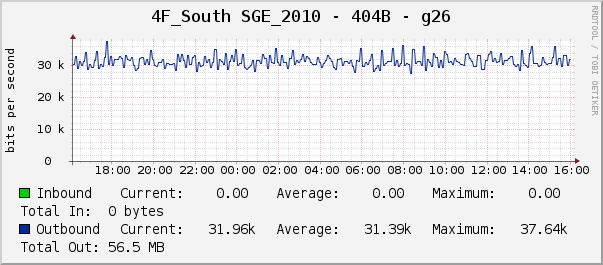 4F_South SGE_2010 - 404B - g26
RRDTOOL / TOBI OETIKER
bits per second
30 k
20 k
10 k
0
18:00 20:00 22:00 00:00 02:00 04:00 06:00 08:00 10:00 12:00 14:00 16:00
Inbound Current: 0.00 Average: 0.00 Maximum: 0.00
Total In: 0 bytes
Outbound Current: 31.96k Average: 31.39k Maximum: 37.64k
Total Out: 56.5 MB